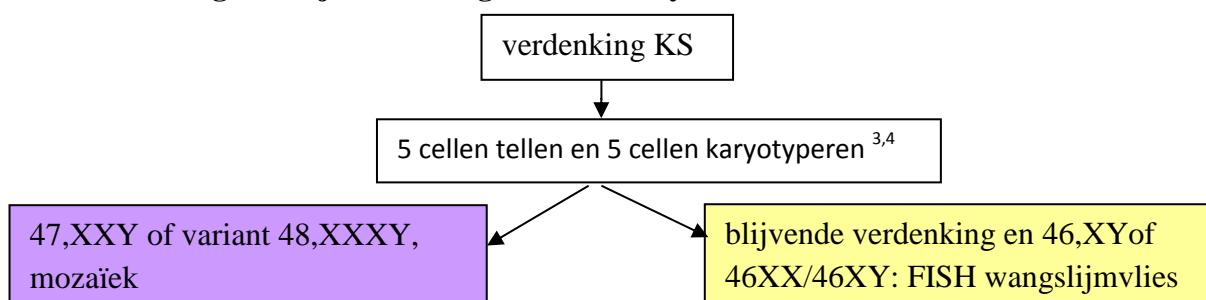 verdenking KS
5 cellen tellen en 5 cellen karyotyperen 3,4
47,XXY of variant 48,XXXY,
mozaïek
blijvende verdenking en 46,XYof
46XX/46XY: FISH wangslijmvlies